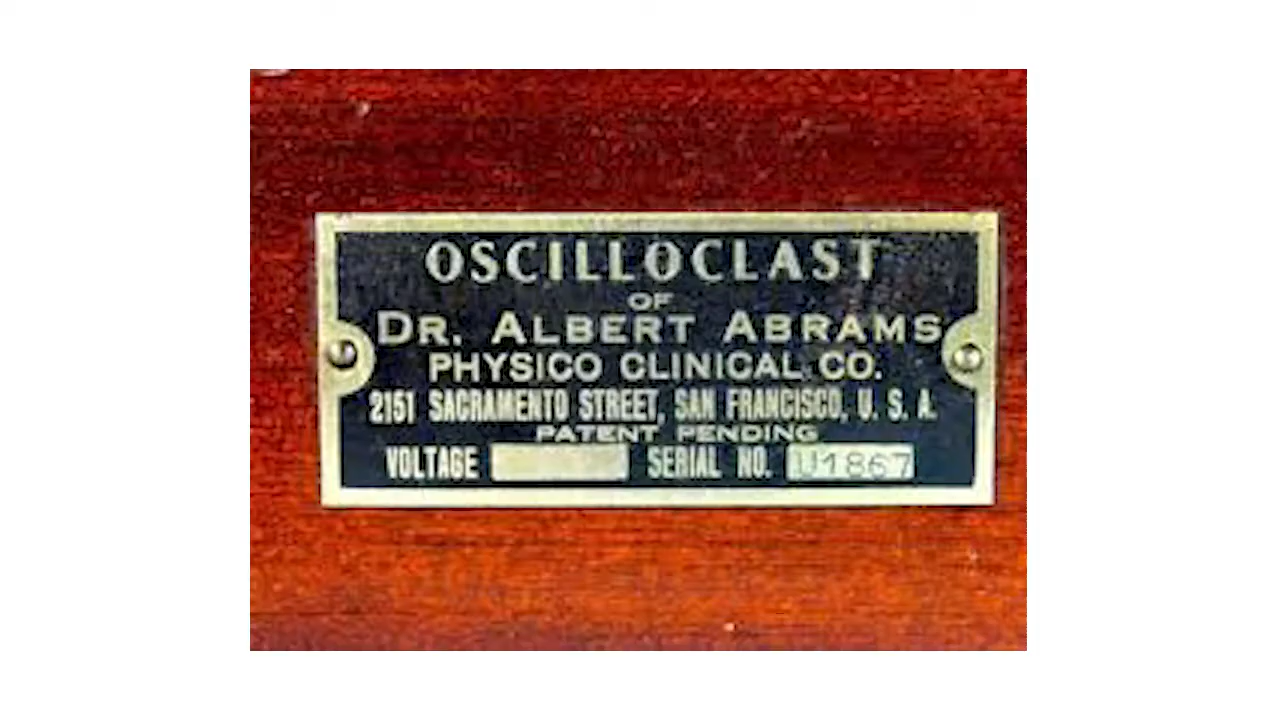 OSCILLOCLAST
OF
DR. ALBERT ABRAMS
PHYSICO CLINICAL CO.
2151 SACRAMENTO STREET, SAN FRANCISCO, U. S. A.
PATENT PENDING
VOLTAGE SERIAL NO. U1867